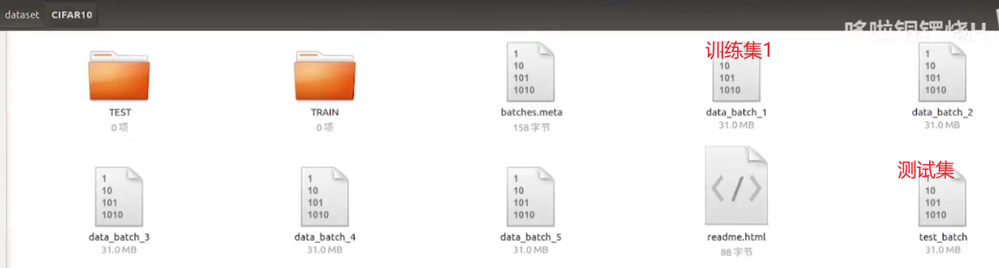 dataset CIFAR10
哆啦铜锣烧H
训练集1
1
10
101
1010
10
101
1010
1
10
101
1010
TEST
TRAIN
batches.meta
data_batch_1
data_batch_2
0 项
0 项
158 字节
31.0 MB
31.0 MB
测试集
1
10
101
1010
1
10
101
1010
1
10
101
1010
</>
1
10
101
1010
data_batch_3
data_batch_4
data_batch_5
readme.html
test_batch
31.0 MB
31.0 MB
31.0 MB
88 字节
31.0 MB